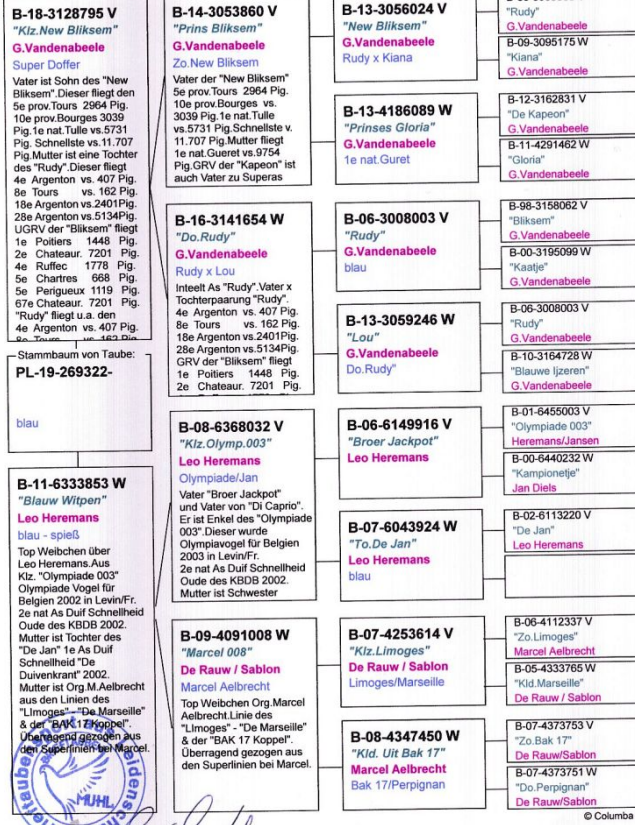 B-18-3128795 V
"Klz.New Bliksem"
G.Vandenabeele
Super Doffer
Vater ist Sohn des "New
Bliksem".Dieser fliegt den
5e prov.Tours 2964 Pig.
10e prov.Bourges 3039
Pig.1e nat.Tulle vs.5731
Pig. Schnellste vs.11.707
Pig.Mutter ist eine Tochter
des "Rudy".Dieser fliegt
4e Argenton vs. 407 Pig.
8e Tours vs. 162 Pig.
18e Argenton vs.2401Pig.
28e Argenton vs.5134Pig.
UGRV der "Bliksem" fliegt
1e Poitiers 1448 Pig.
2e Chateaur. 7201 Pig.
4e Ruffec 1778 Pig.
5e Chartres 668 Pig.
5e Perigueux 1119 Pig.
67e Chateaur. 7201 Pig.
"Rudy" fliegt u.a. den
4e Argenton vs. 407 Pig.
8e Tours vs. 162 Pig.
Stammbaum von Taube:
PL-19-269322-
blau
B-11-6333853 W
"Blauw Witpen"
Leo Heremans
blau - spieß
Top Weibchen über
Leo Heremans.Aus
Klz. "Olympiade 003"
Olympiade Vogel für
Belgien 2002 in Levin/Fr.
2e nat As Duif Schnellheid
Oude des KBDB 2002.
Mutter ist Tochter des
"De Jan" 1e As Duif
Schnellheid "De
Duivenkrant" 2002.
Mutter ist Org.M.Aelbrecht
aus den Linien des
"LImoges" - "De Marseille"
& der "BAK 17 Koppel".
Überragend gezogen aus
den Superlinien bei Marcel.
MUHL
B-14-3053860 V
"Prins Bliksem"
G.Vandenabeele
Zo.New Bliksem
Vater der "New Bliksem"
5e prov.Tours 2964 Pig.
10e prov.Bourges vs.
3039 Pig.1e nat.Tulle
vs.5731 Pig.Schnellste v.
11.707 Pig.Mutter fliegt
1e nat.Gueret vs.9754
Pig.GRV der "Kapeon" ist
auch Vater zu Superas
B-16-3141654 W
"Do.Rudy"
G.Vandenabeele
Rudy x Lou
Inteelt As "Rudy".Vater x
Tochterpaarung "Rudy".
4e Argenton vs. 407 Pig.
8e Tours vs. 162 Pig.
18e Argenton vs.2401Pig.
28e Argenton vs.5134Pig.
GRV der "Bliksem" fliegt
1e Poitiers 1448 Pig.
2e Chateaur. 7201 Pig.
B-08-6368032 V
"Klz.Olymp.003"
Leo Heremans
Olympiade/Jan
Vater "Broer Jackpot"
und Vater von "Di Caprio".
Er ist Enkel des "Olympiade
003".Dieser wurde
Olympiavogel für Belgien
2003 in Levin/Fr.
2e nat As Duif Schnellheid
Oude des KBDB 2002.
Mutter ist Schwester
B-09-4091008 W
"Marcel 008"
De Rauw / Sablon
Marcel Aelbrecht
Top Weibchen Org.Marcel
Aelbrecht.Linie des
"LImoges" - "De Marseille"
& der "BAK 17 Koppel".
Überragend gezogen aus
den Superlinien bei Marcel.
B-13-3056024 V
"New Bliksem"
G.Vandenabeele
Rudy x Kiana
B-13-4186089 W
"Prinses Gloria"
G.Vandenabeele
1e nat.Guret
B-06-3008003 V
"Rudy"
G.Vandenabeele
blau
B-13-3059246 W
"Lou"
G.Vandenabeele
Do.Rudy"
B-06-6149916 V
"Broer Jackpot"
Leo Heremans
B-07-6043924 W
"To.De Jan"
Leo Heremans
blau
B-07-4253614 V
"Klz.Limoges"
De Rauw / Sablon
Limoges/Marseille
B-08-4347450 W
"Kld. Uit Bak 17"
Marcel Aelbrecht
Bak 17/Perpignan
"Rudy"
G.Vandenabeele
B-09-3095175 W
"Kiana"
G.Vandenabeele
B-12-3162831 V
"De Kapeon"
G.Vandenabeele
B-11-4291462 W
"Gloria"
G.Vandenabeele
B-98-3158062 V
"Bliksem"
G.Vandenabeele
B-00-3195099 W
"Kaatje"
G.Vandenabeele
B-06-3008003 V
"Rudy"
G.Vandenabeele
B-10-3164728 W
"Blauwe Ijzeren"
G.Vandenabeele
B-01-6455003 V
"Olympiade 003"
Heremans/Jansen
B-00-6440232 W
"Kampionetje"
Jan Diels
B-02-6113220 V
"De Jan"
Leo Heremans
B-06-4112337 V
"Zo.Limoges"
Marcel Aelbrecht
B-05-4333765 W
"Kld.Marseille"
De Rauw / Sablon
B-07-4373753 V
"Zo.Bak 17"
De Rauw/Sablon
B-07-4373751 W
"Do.Perpignan"
De Rauw/Sablon
© Columba